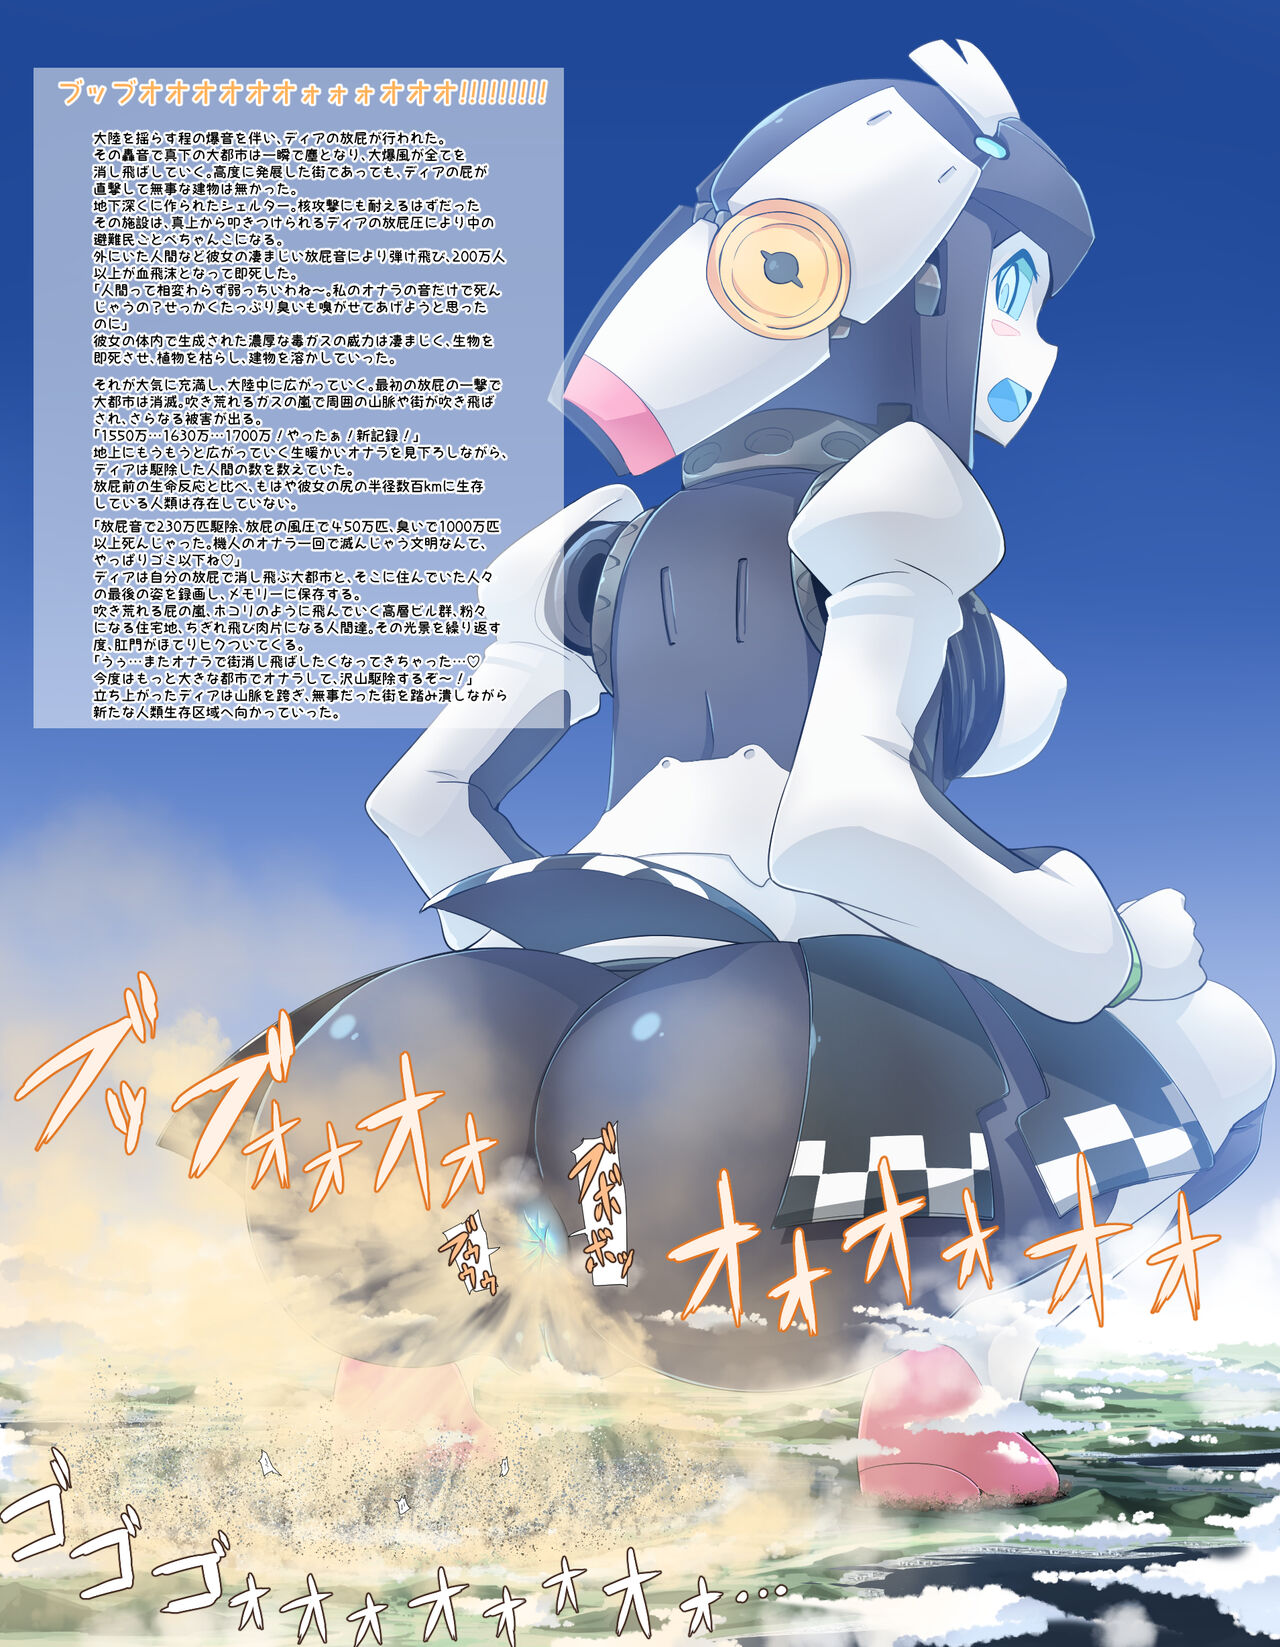 ブッブオオオオオオォォォオオオ!!!!!!!!!
大陸を揺らす程の爆音を伴い、ディアの放屁が行われた。
その轟音で真下の大都市は一瞬で塵となり、大爆風が全てを
消し飛ばしていく。高度に発展した街であっても、ディアの屁が
直撃して無事な建物は無かった。
地下深くに作られたシェルター。核攻撃にも耐えるはずだった
その施設は、真上から叩きつけられるディアの放屁圧により中の
避難民ごとぺちゃんこになる。
外にいた人間など彼女の凄まじい放屁音により弾け飛び、200万人
以上が血飛沫となって即死した。
「人間って相変わらず弱っちいわね～。私のオナラの音だけで死ん
じゃうの？せっかくたっぷり臭いも嗅がせてあげようと思った
のに」
彼女の体内で生成された濃厚な毒ガスの威力は凄まじく、生物を
即死させ、植物を枯らし、建物を溶かしていった。
それが大気に充満し、大陸中に広がっていく。最初の放屁の一撃で
大都市は消滅。吹き荒れるガスの嵐で周囲の山脈や街が吹き飛ば
され、さらなる被害が出る。
「1550万…1630万…1700万！やったぁ！新記録！」
地上にもうもうと広がっていく生暖かいオナラを見下ろしながら、
ディアは駆除した人間の数を数えていた。
放屁前の生命反応と比べ、もはや彼女の尻の半径数百kmに生存
している人類は存在していない。
「放屁音で230万匹駆除、放屁の風圧で450万匹、臭いで1000万匹
以上死んじゃった。機人のオナラ一回で滅んじゃう文明なんて、
やっぱりゴミ以下ね♡」
ディアは自分の放屁で消し飛ぶ大都市と、そこに住んでいた人々
の最後の姿を録画し、メモリーに保存する。
吹き荒れる屁の嵐、ホコリのように飛んでいく高層ビル群、粉々
になる住宅地、ちぎれ飛び肉片になる人間達。その光景を繰り返す
度、肛門がほてりヒクついてくる。
「うぅ…またオナラで街消し飛ばしたくなってきちゃった…♡
今度はもっと大きな都市でオナラして、沢山駆除するぞ～！」
立ち上がったディアは山脈を跨ぎ、無事だった街を踏み潰しながら
新たな人類生存区域へ向かっていった。
ブッブオォォオオ
オォオオォオオ
ブボボッ
ブゥゥゥ
ゴゴゴォォオオォオオォ…